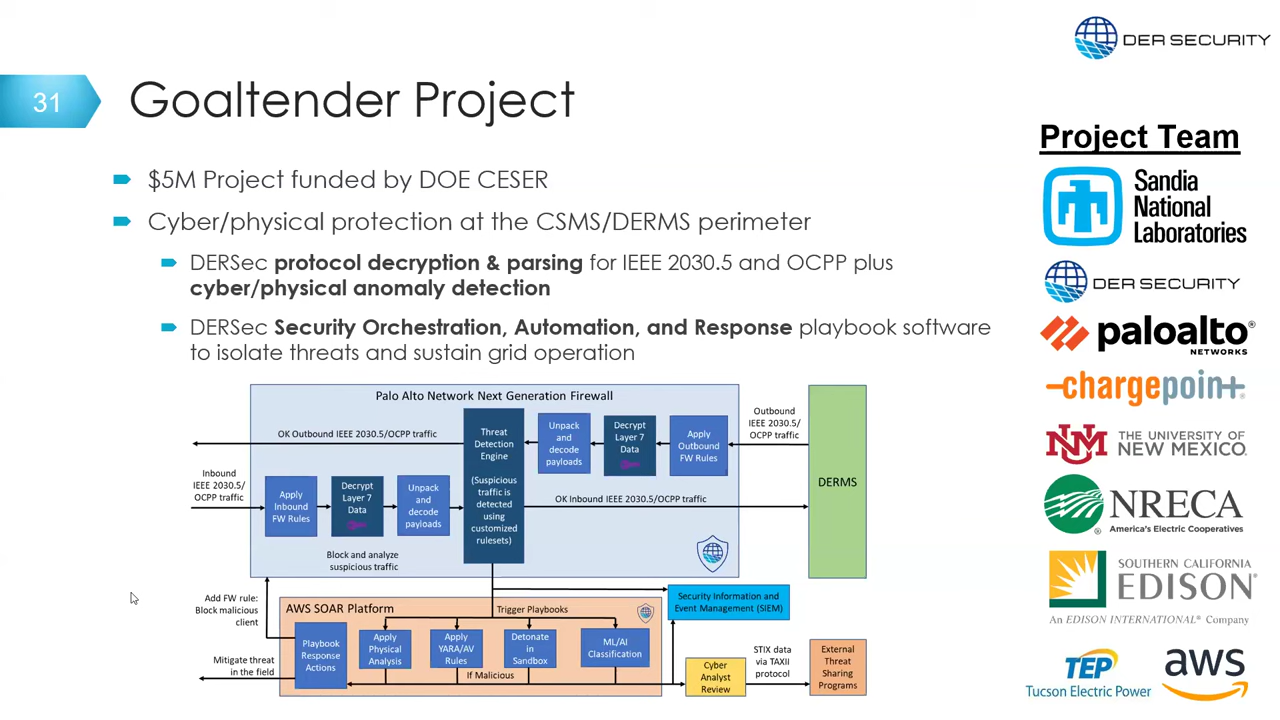 DER SECURITY
31
Goaltender Project
$5M Project funded by DOE CESER
Cyber/physical protection at the CSMS/DERMS perimeter
DERSec protocol decryption & parsing for IEEE 2030.5 and OCPP plus
cyber/physical anomaly detection
DERSec Security Orchestration, Automation, and Response playbook software
to isolate threats and sustain grid operation
Palo Alto Network Next Generation Firewall
OK Outbound IEEE 2030.5/OCPP traffic
Threat
Detection
Engine
(Suspicious
traffic is
detected
using
customized
rulesets)
Unpack
and
decode
payloads
Decrypt
Layer 7
Data
Apply
Outbound
FW Rules
Outbound
IEEE 2030.5/
OCPP traffic
DERMS
Inbound
IEEE 2030.5/
OCPP traffic
Apply
Inbound
FW Rules
Decrypt
Layer 7
Data
Unpack
and
decode
payloads
OK Inbound IEEE 2030.5/OCPP traffic
Block and analyze
suspicious traffic
Add FW rule:
Block malicious
client
Mitigate threat
in the field
AWS SOAR Platform
Trigger Playbooks
Playbook
Response
Actions
Apply
Physical
Analysis
Apply
YARA/AV
Rules
Detonate
in
Sandbox
ML/AI
Classification
If Malicious
Security Information and
Event Management (SIEM)
Cyber
Analyst
Review
STIX data
via TAXII
protocol
External
Threat
Sharing
Programs
Project Team
Sandia
National
Laboratories
DER SECURITY
paloalto®
NETWORKS
-chargepoin+®
NM
THE UNIVERSITY OF
NEW MEXICO®
NRECA
®
America's Electric Cooperatives
SOUTHERN CALIFORNIA
EDISON®
An EDISON INTERNATIONAL® Company
TEP
Tucson Electric Power
aws